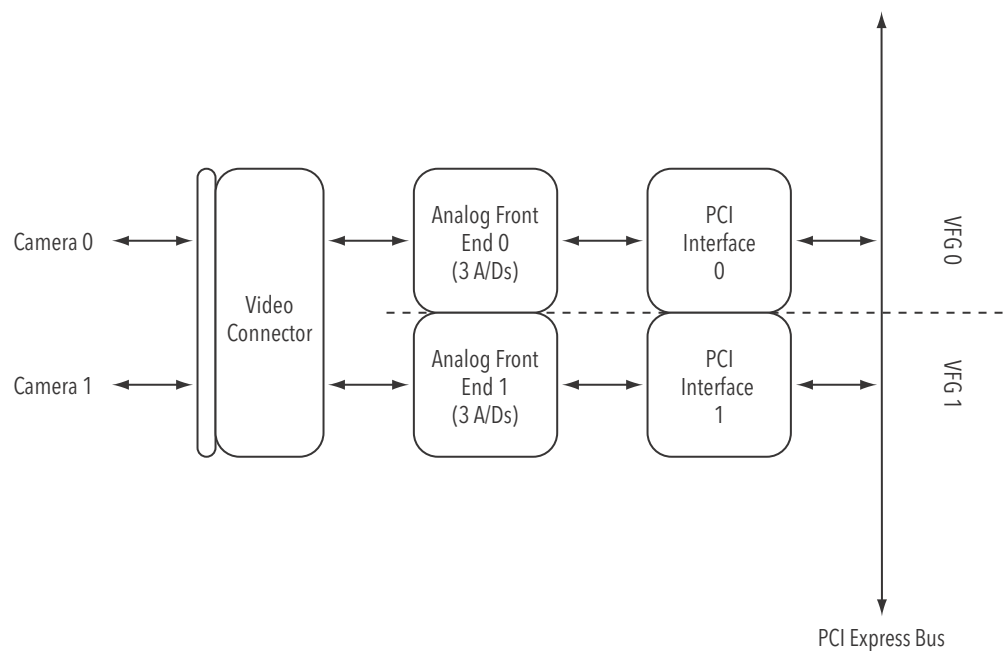 Camera 0
Camera 1
Video
Connector
Analog Front
End 0
(3 A/Ds)
Analog Front
End 1
(3 A/Ds)
PCI
Interface
0
PCI
Interface
1
VFG 0
VFG 1
PCI Express Bus